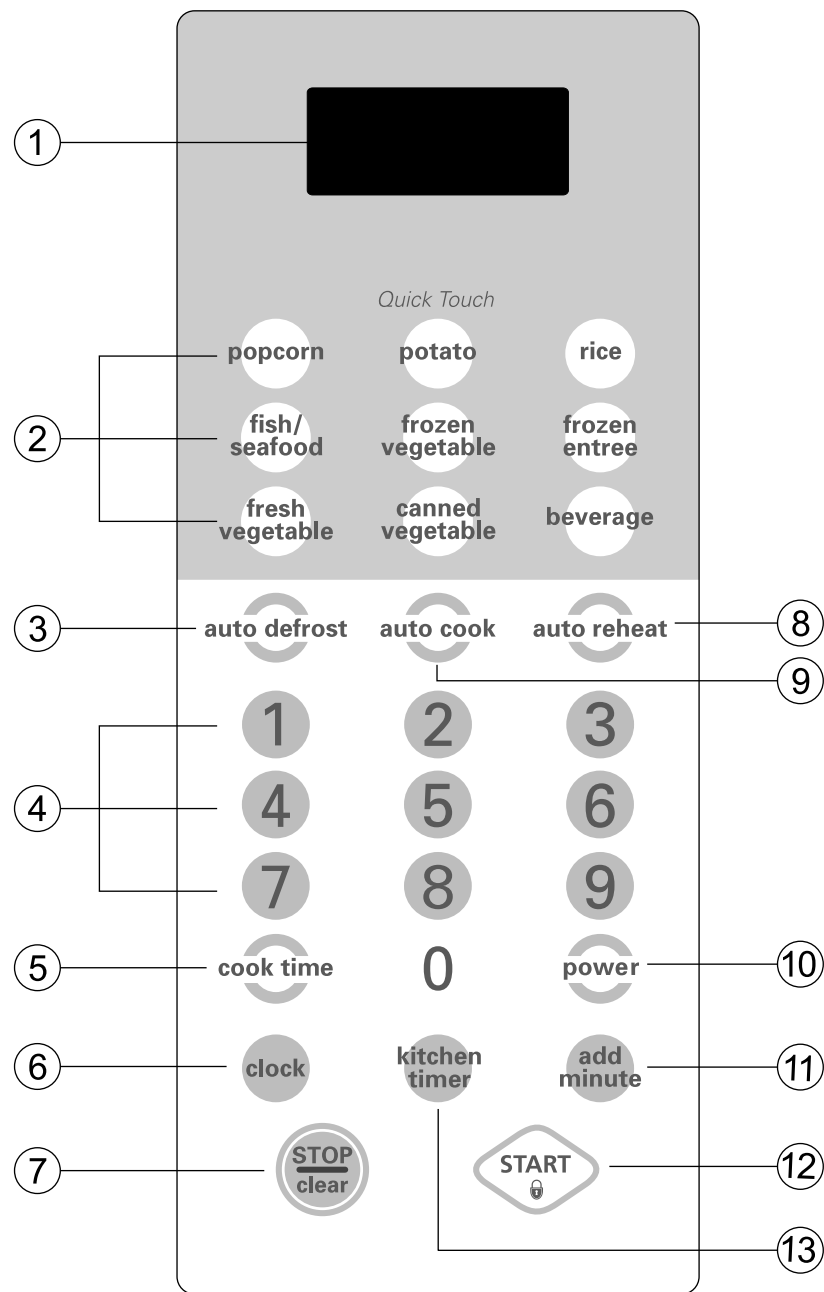 1
Quick Touch
popcorn potato rice
2
fish/ frozen frozen
seafood vegetable entree
fresh canned beverage
vegetable vegetable
3 auto defrost auto cook auto reheat 8
9
1 2 3
4 4 5 6
7 8 9
5 cook time 0 power 10
6 clock kitchen add 11
timer minute
7 STOP START 12
clear
13